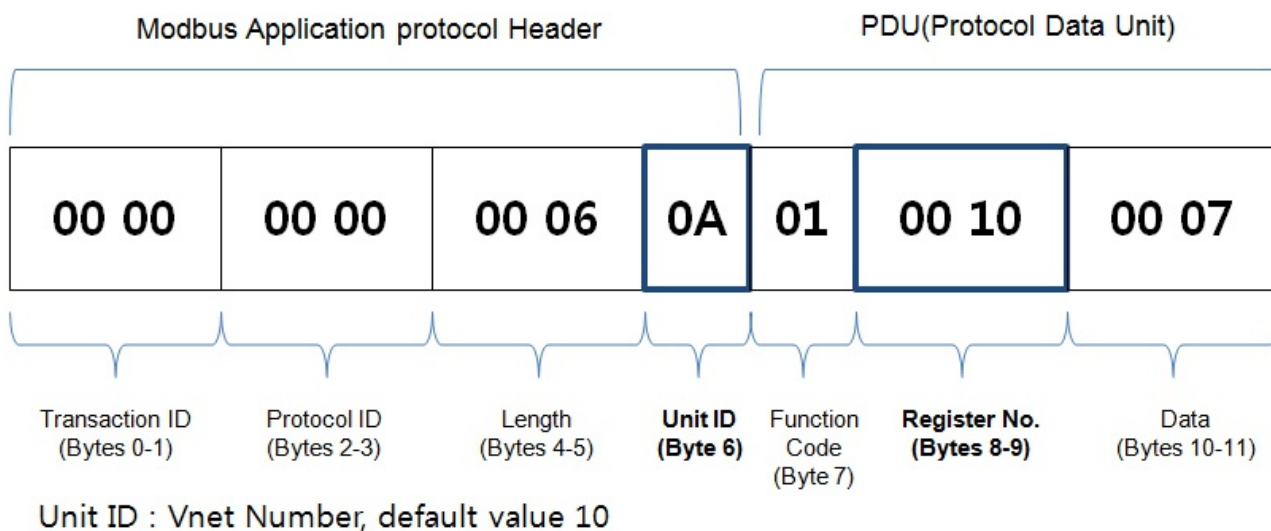 Modbus Application protocol Header
PDU(Protocol Data Unit)
00 00
00 00
00 06
0A
01
00 10
00 07
Transaction ID
(Bytes 0-1)
Protocol ID
(Bytes 2-3)
Length
(Bytes 4-5)
Unit ID
(Byte 6)
Function
Code
(Byte 7)
Register No.
(Bytes 8-9)
Data
(Bytes 10-11)
Unit ID : Vnet Number, default value 10